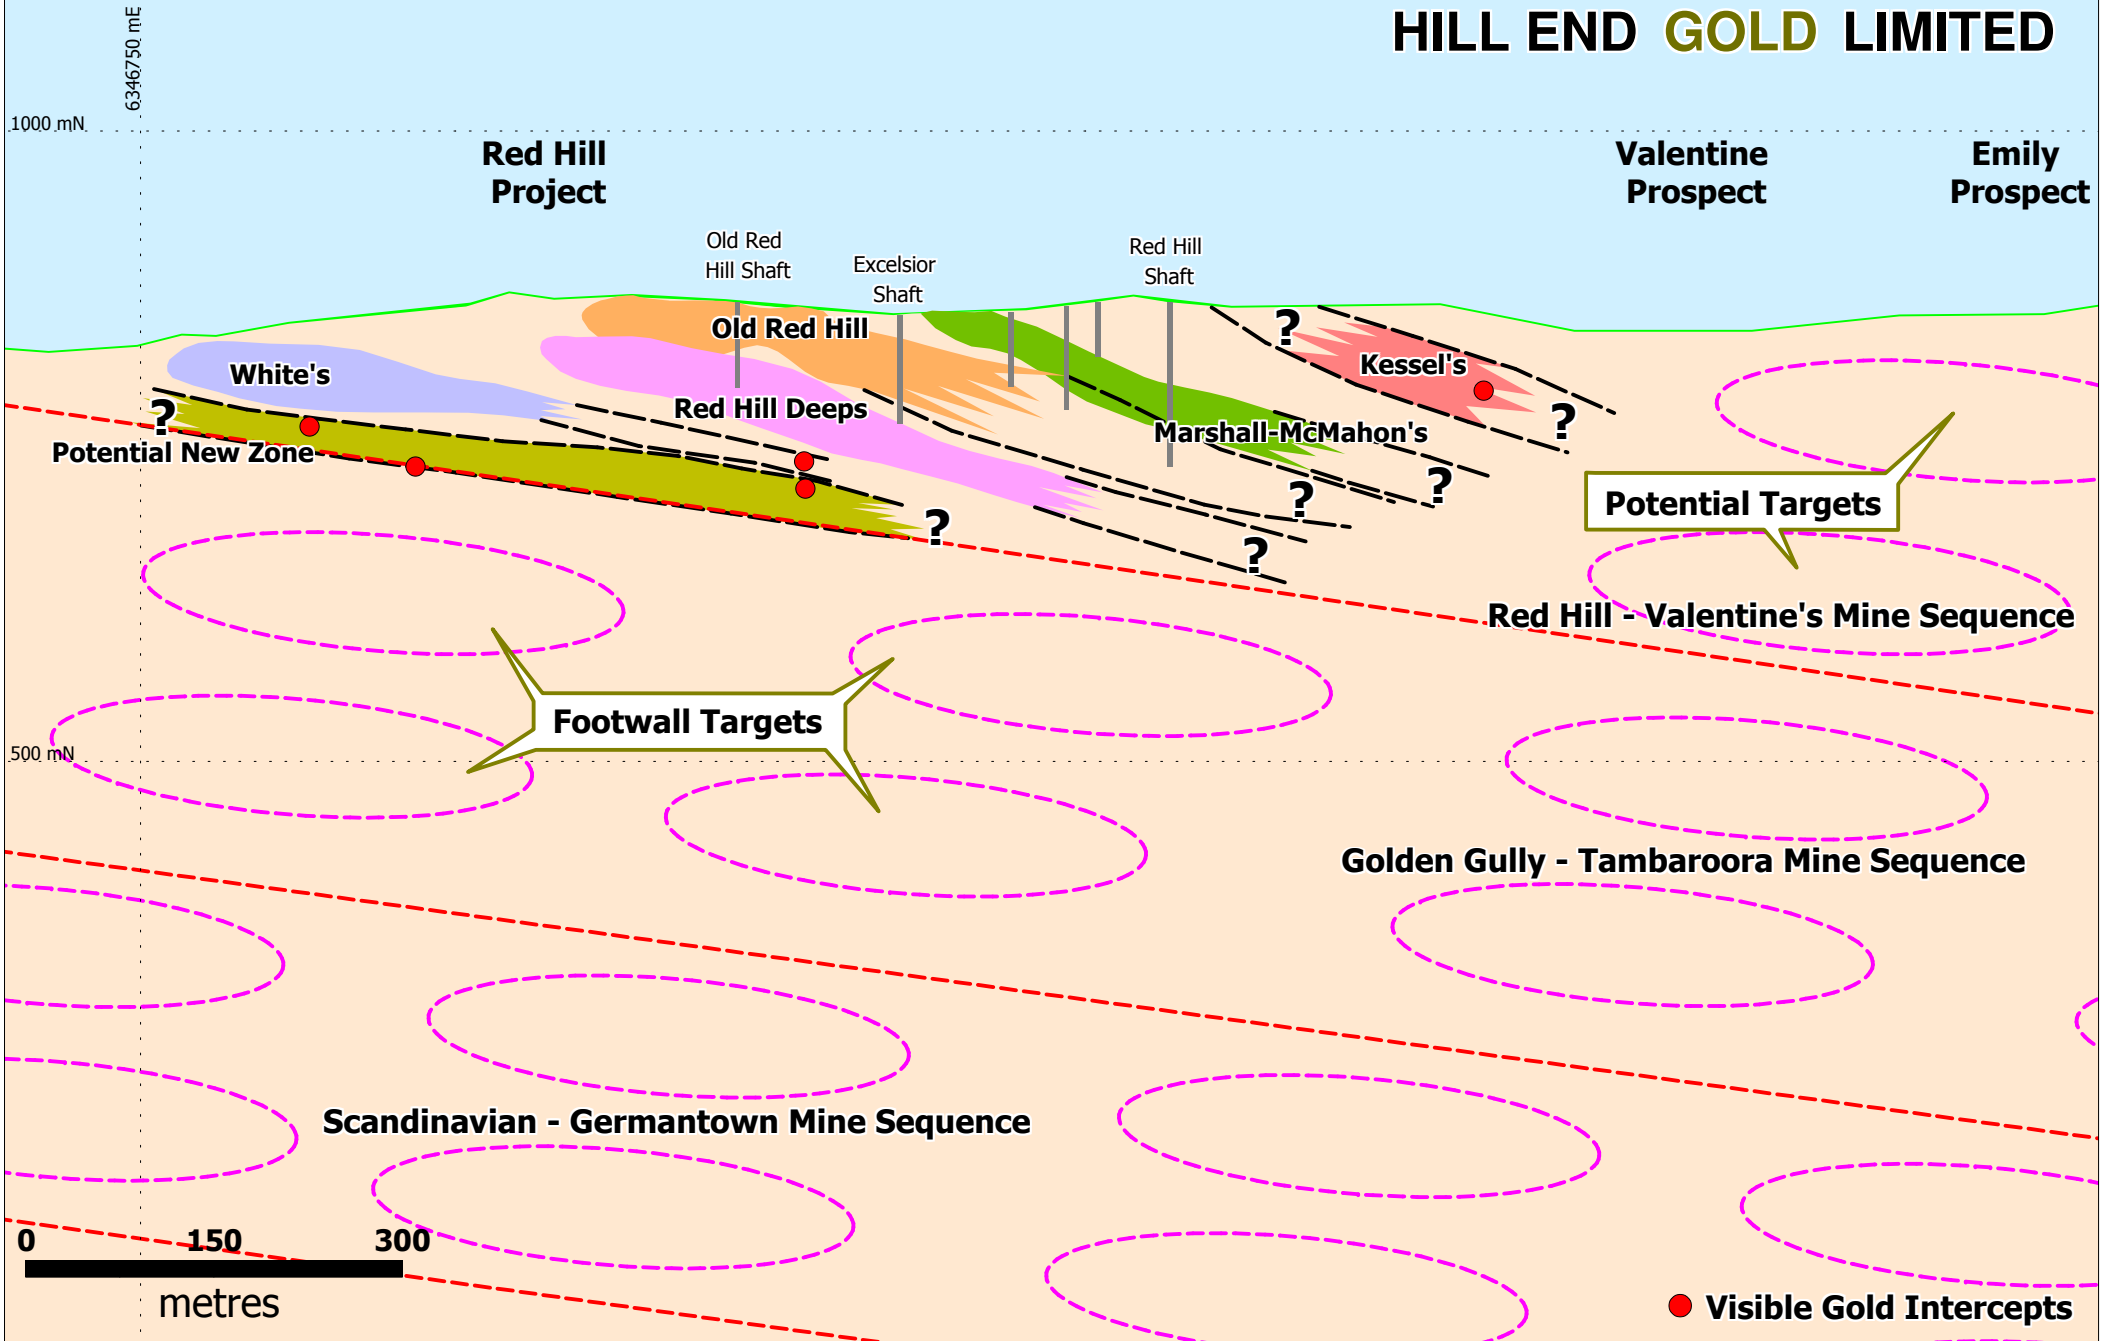 HILL END GOLD LIMITED
6346750 mE
1000 mN
Red Hill
Project
Valentine
Prospect
Emily
Prospect
Old Red
Hill Shaft
Excelsior
Shaft
Red Hill
Shaft
Old Red Hill
?
White's
Kessel's
Red Hill Deeps
?
?
Marshall-McMahon's
Potential New Zone
?
?
Potential Targets
?
?
Red Hill - Valentine's Mine Sequence
Footwall Targets
500 mN
Golden Gully - Tambaroora Mine Sequence
Scandinavian - Germantown Mine Sequence
0 150 300
metres
Visible Gold Intercepts